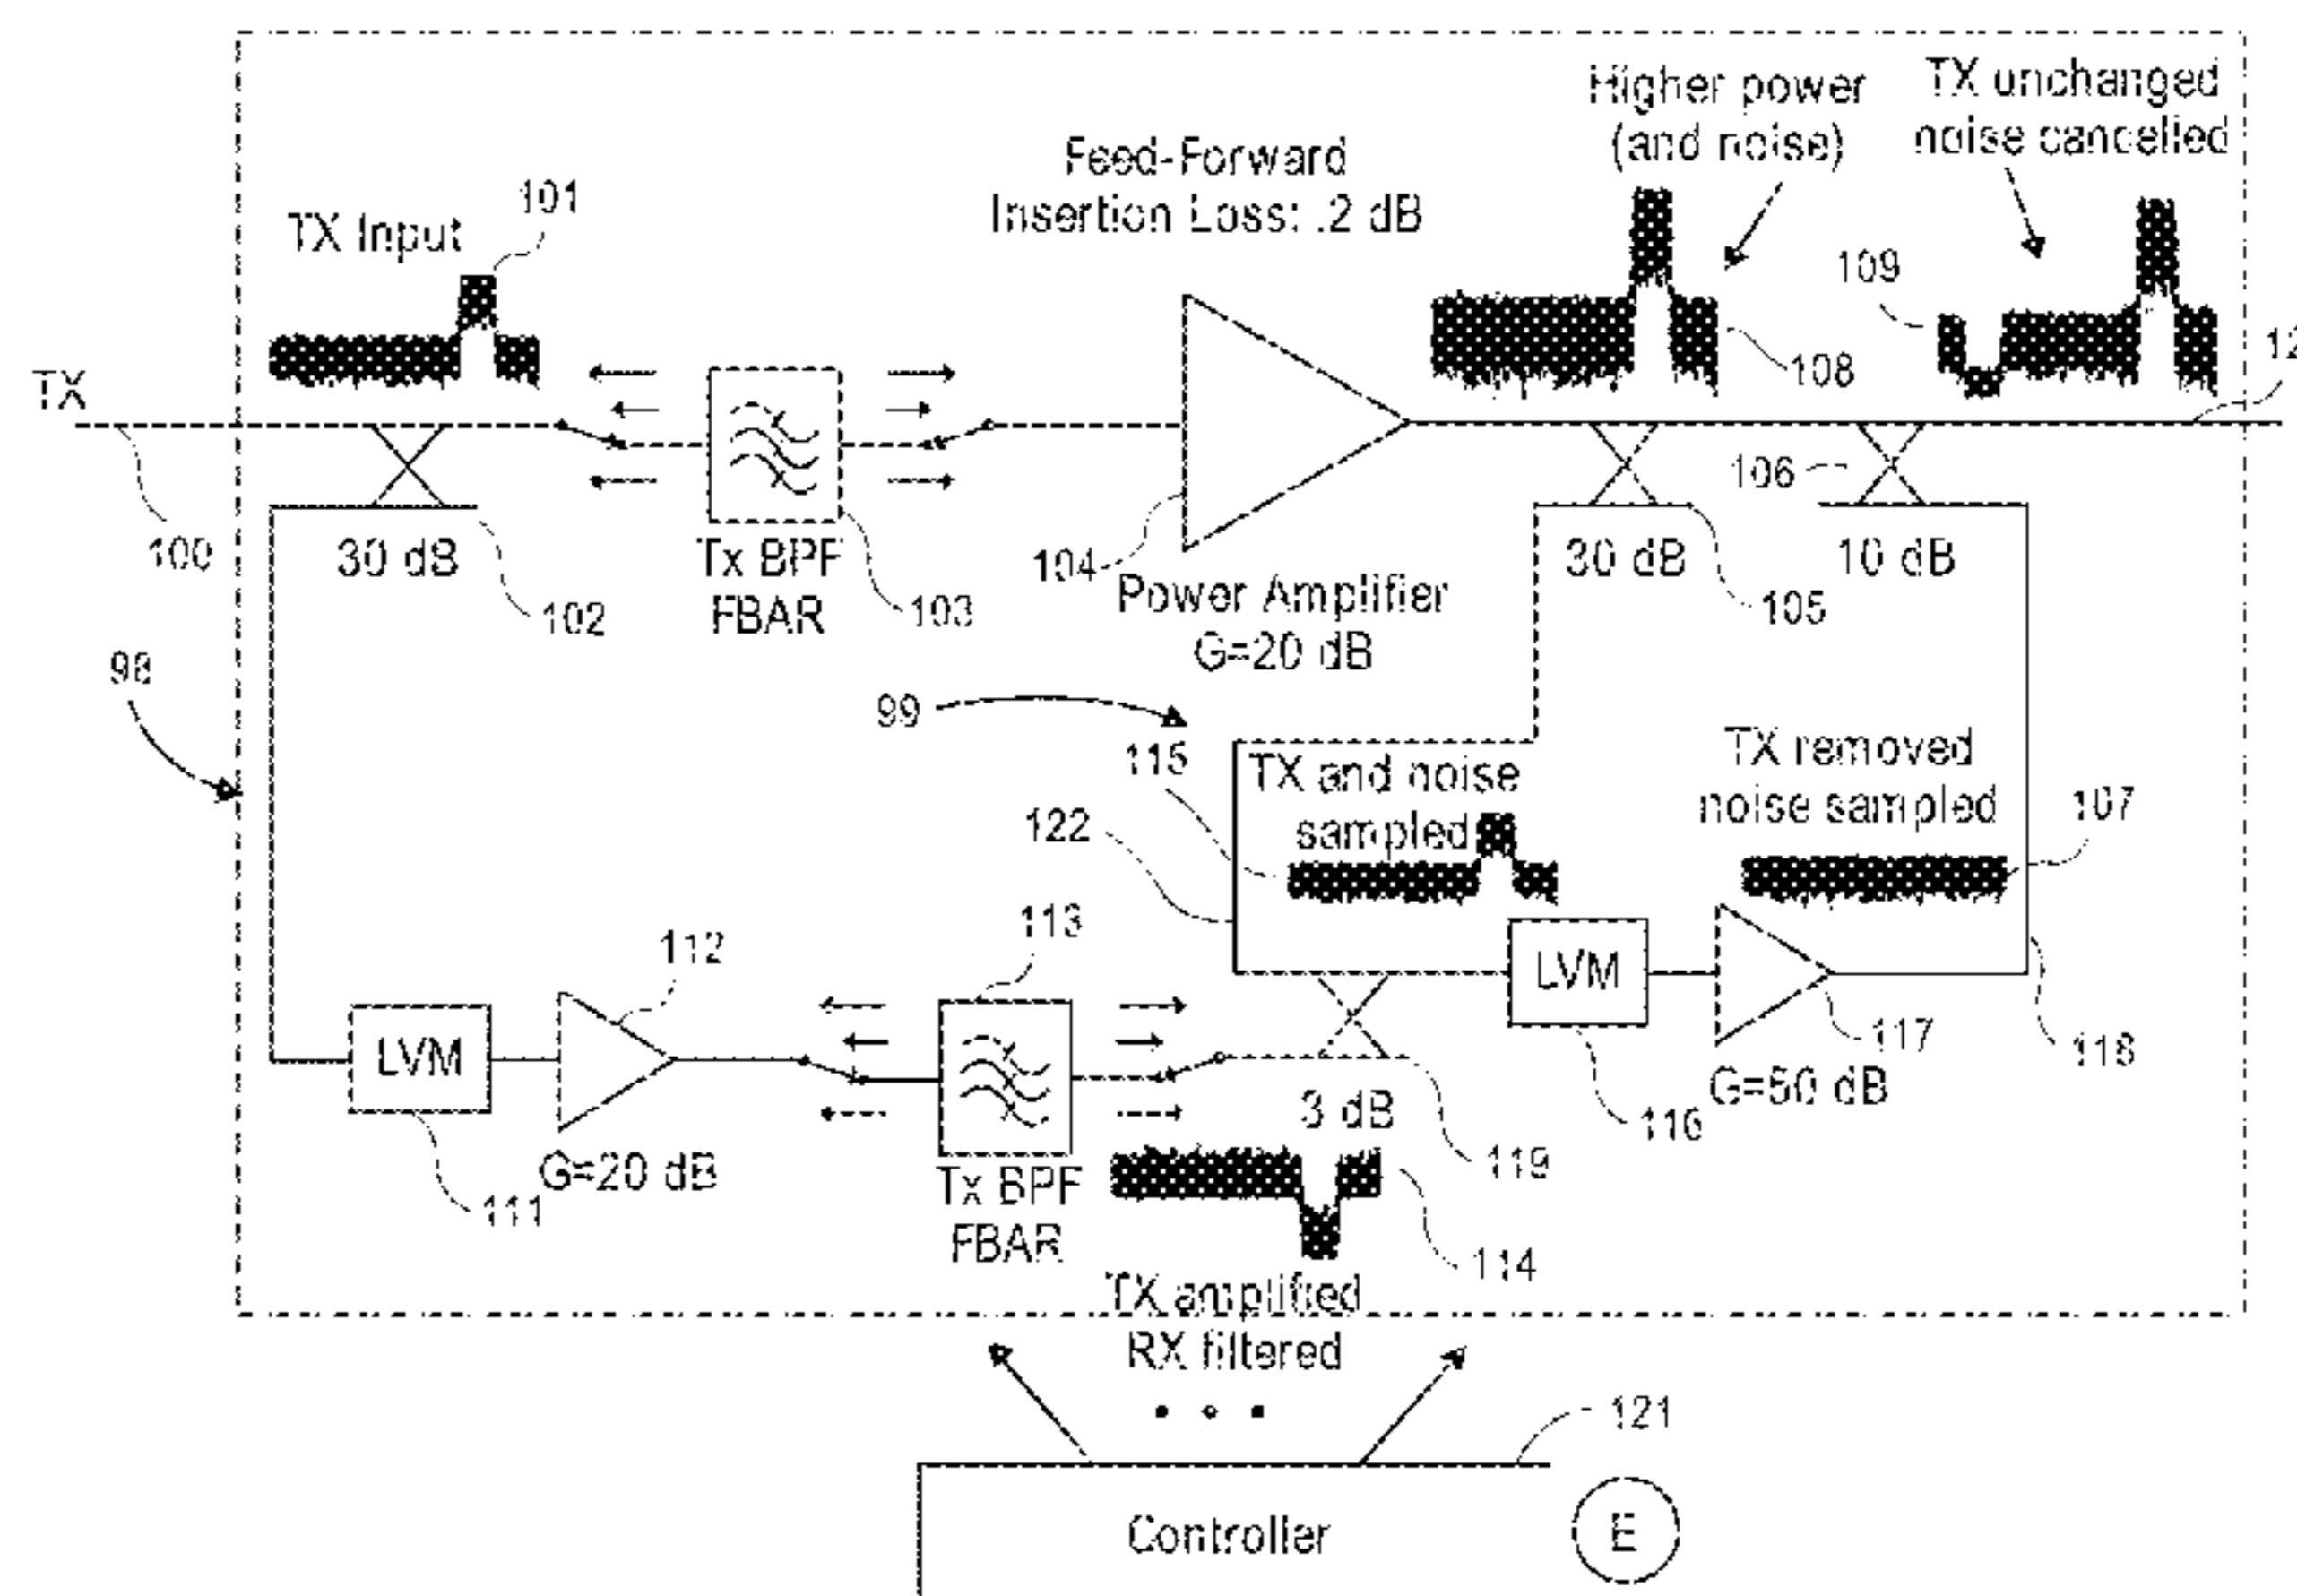 Higher power
(and noise)
TX unchanged
noise cancelled
Feed-Forward
Insertion Loss: .2 dB
TX Input
101
109
108
12
TX
100
30 dB
102
Tx BPF
FBAR
103
104
Power Amplifier
G=20 dB
30 dB
105
106
10 dB
98
99
115
TX and noise
sampled
TX removed
noise sampled
107
122
113
112
LVM
LVM
111
G=20 dB
Tx BPF
FBAR
3 dB
119
116
G=50 dB
117
118
114
TX amplified
RX filtered
121
Controller
E